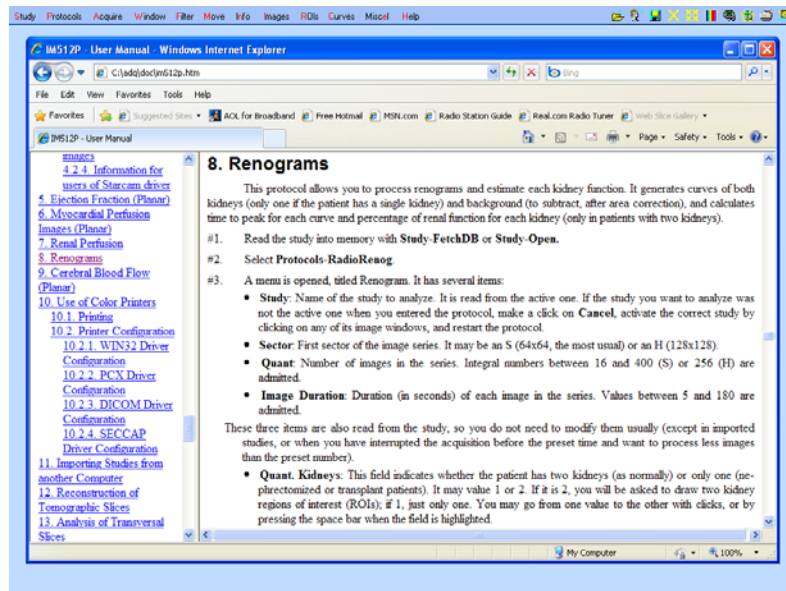 Study Protocols Acquire Window Filter Move Info Images ROIs Curves Miscel Help
IM512P - User Manual - Windows Internet Explorer
C:\adq\doc\im512p.htm
Bing
File Edit View Favorites Tools Help
Favorites Suggested Sites AOL for Broadband Free Hotmail MSN.com Radio Station Guide Real.com Radio Tuner Web Slice Gallery
IM512P - User Manual
Page Safety Tools
images
4.2.4. Information for
users of Starcam driver
5. Ejection Fraction (Planar)
6. Myocardial Perfusion
Images (Planar)
7. Renal Perfusion
8. Renograms
9. Cerebral Blood Flow
(Planar)
10. Use of Color Printers
10.1. Printing
10.2. Printer Configuration
10.2.1. WIN32 Driver
Configuration
10.2.2. PCX Driver
Configuration
10.2.3. DICOM Driver
Configuration
10.2.4. SECCAP
Driver Configuration
11. Importing Studies from
another Computer
12. Reconstruction of
Tomographic Slices
13. Analysis of Transversal
Slices
8. Renograms
This protocol allows you to process renograms and estimate each kidney function. It generates curves of both
kidneys (only one if the patient has a single kidney) and background (to subtract, after area correction), and calculates
time to peak for each curve and percentage of renal function for each kidney (only in patients with two kidneys).
#1. Read the study into memory with Study-FetchDB or Study-Open.
#2. Select Protocols-RadioRenog.
#3. A menu is opened, titled Renogram. It has several items:
• Study: Name of the study to analyze. It is read from the active one. If the study you want to analyze was
not the active one when you entered the protocol, make a click on Cancel, activate the correct study by
clicking on any of its image windows, and restart the protocol.
• Sector: First sector of the image series. It may be an S (64x64, the most usual) or an H (128x128).
• Quant: Number of images in the series. Integral numbers between 16 and 400 (S) or 256 (H) are
admitted.
• Image Duration: Duration (in seconds) of each image in the series. Values between 5 and 180 are
admitted.
These three items are also read from the study, so you do not need to modify them usually (except in imported
studies, or when you have interrupted the acquisition before the preset time and want to process less images
than the preset number).
• Quant. Kidneys: This field indicates whether the patient has two kidneys (as normally) or only one (ne-
phrectomized or transplant patients). It may value 1 or 2. If it is 2, you will be asked to draw two kidney
regions of interest (ROIs); if 1, just only one. You may go from one value to the other with clicks, or by
pressing the space bar when the field is highlighted.
My Computer 100%